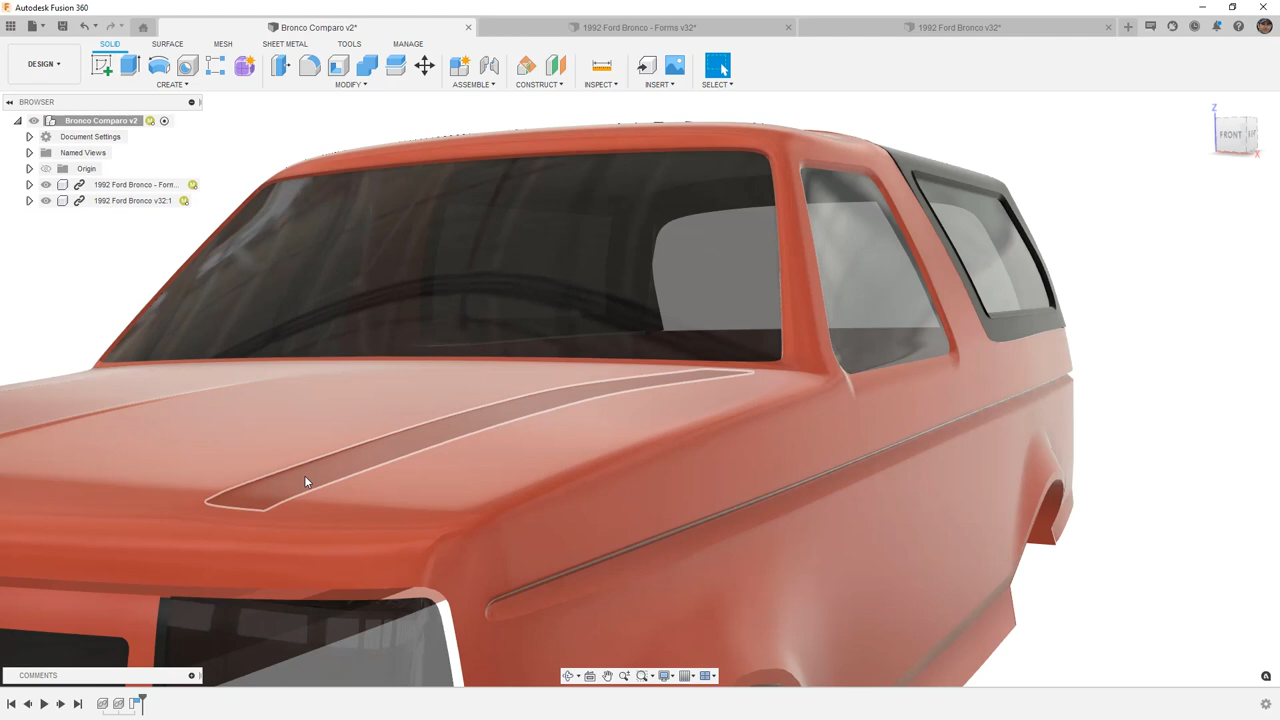 Autodesk Fusion 360
Bronco Comparo v2*
1992 Ford Bronco - Forms v32*
1992 Ford Bronco v32*
SOLID
SURFACE
MESH
SHEET METAL
TOOLS
MANAGE
DESIGN
CREATE
MODIFY
ASSEMBLE
CONSTRUCT
INSPECT
INSERT
SELECT
BROWSER
Bronco Comparo v2
Document Settings
Named Views
Origin
1992 Ford Bronco - Form...
1992 Ford Bronco v32:1
Z
FRONT
X
COMMENTS